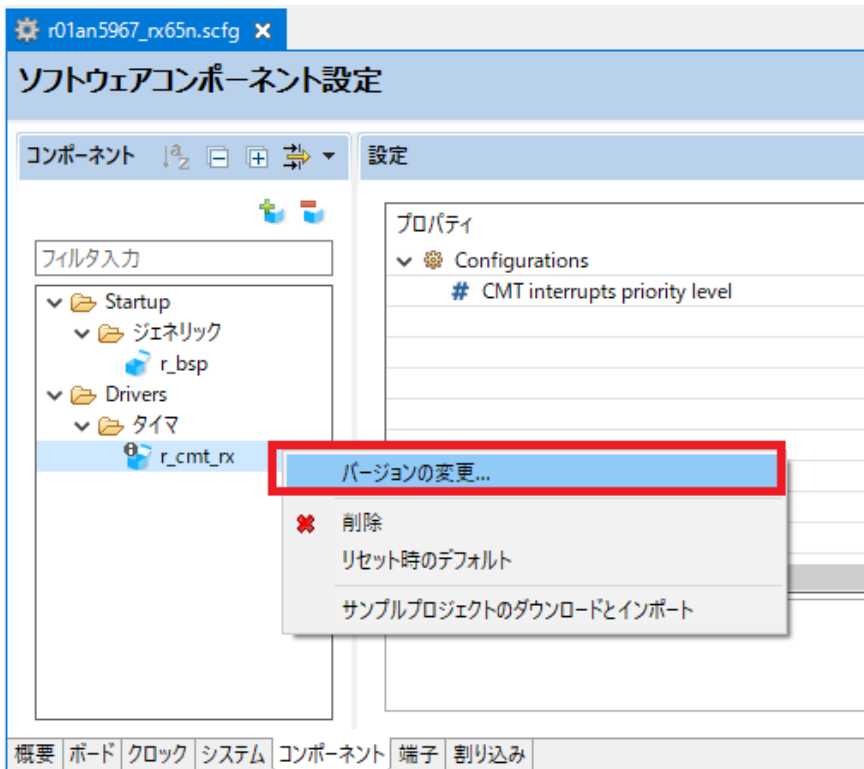 r01an5967_rx65n.scfg
ソフトウェアコンポーネント設定
コンポーネント
設定
フィルタ入力
プロパティ
Configurations
# CMT interrupts priority level
Startup
ジェネリック
r_bsp
Drivers
タイマ
r_cmt_rx
バージョンの変更...
削除
リセット時のデフォルト
サンプルプロジェクトのダウンロードとインポート
概要 ボード クロック システム コンポーネント 端子 割り込み